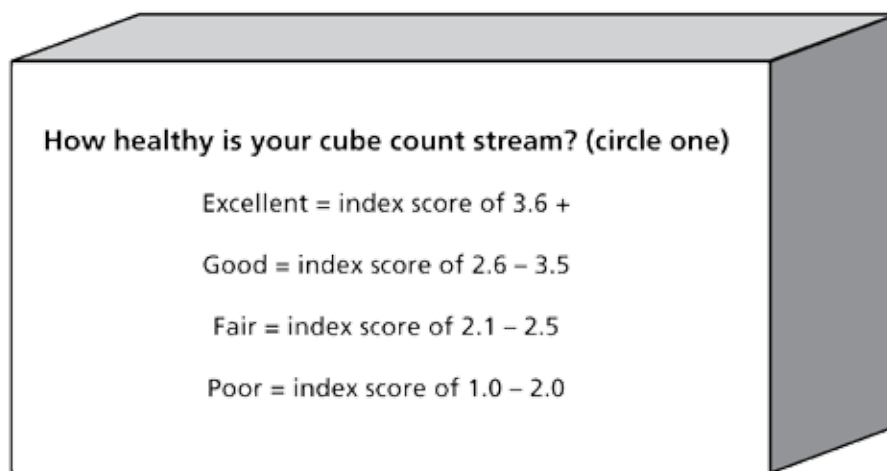 How healthy is your cube count stream? (circle one)
Excellent = index score of 3.6 +
Good = index score of 2.6 – 3.5
Fair = index score of 2.1 – 2.5
Poor = index score of 1.0 – 2.0